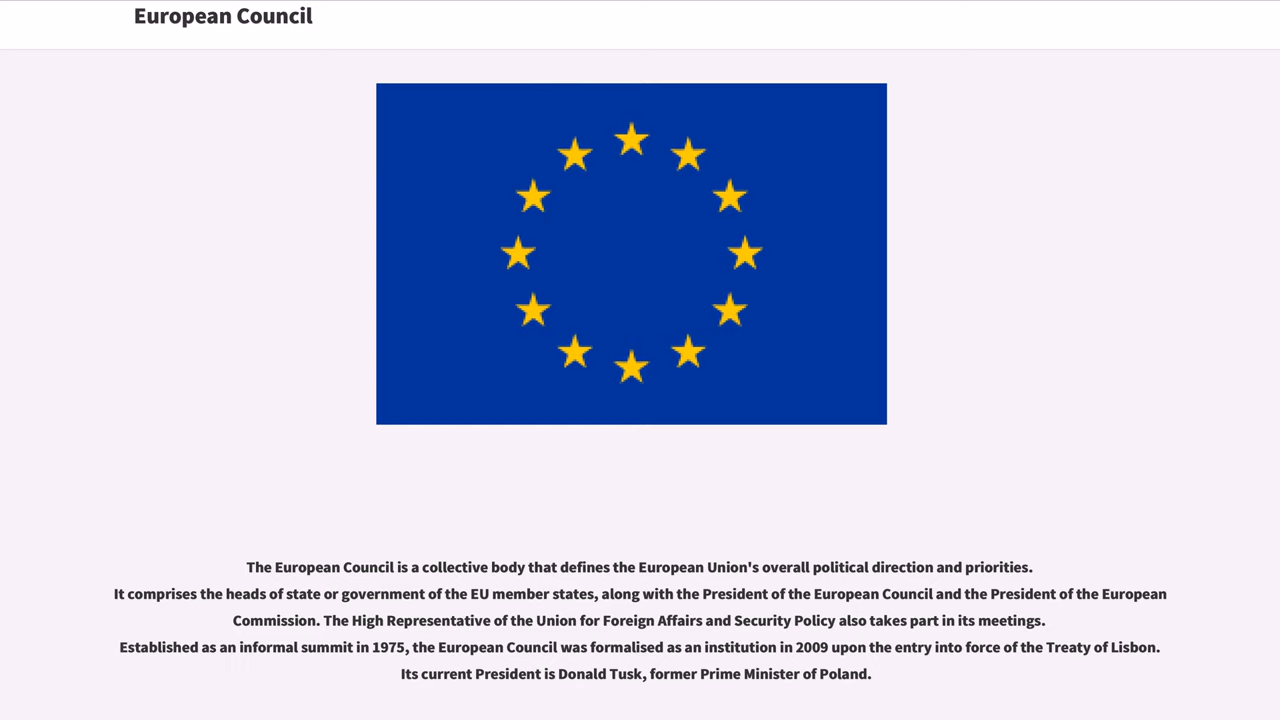 European Council
The European Council is a collective body that defines the European Union's overall political direction and priorities.
It comprises the heads of state or government of the EU member states, along with the President of the European Council and the President of the European
Commission. The High Representative of the Union for Foreign Affairs and Security Policy also takes part in its meetings.
Established as an informal summit in 1975, the European Council was formalised as an institution in 2009 upon the entry into force of the Treaty of Lisbon.
Its current President is Donald Tusk, former Prime Minister of Poland.